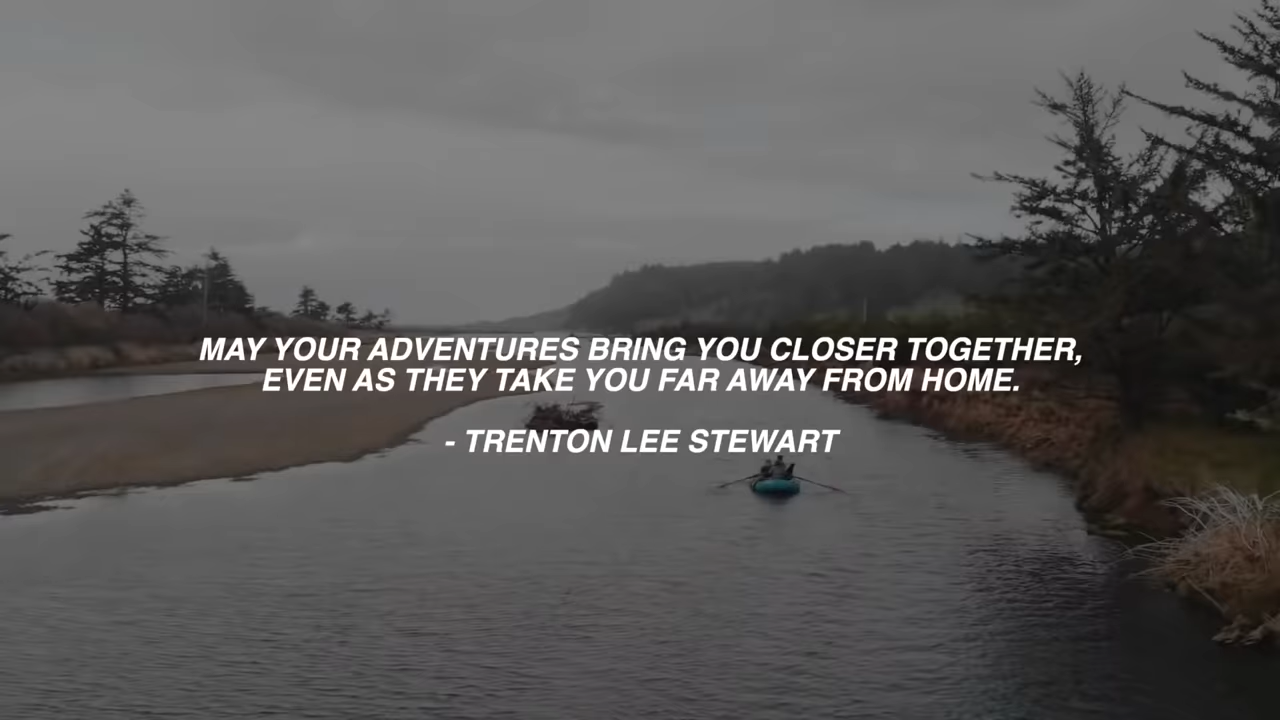 MAY YOUR ADVENTURES BRING YOU CLOSER TOGETHER,
EVEN AS THEY TAKE YOU FAR AWAY FROM HOME.
- TRENTON LEE STEWART